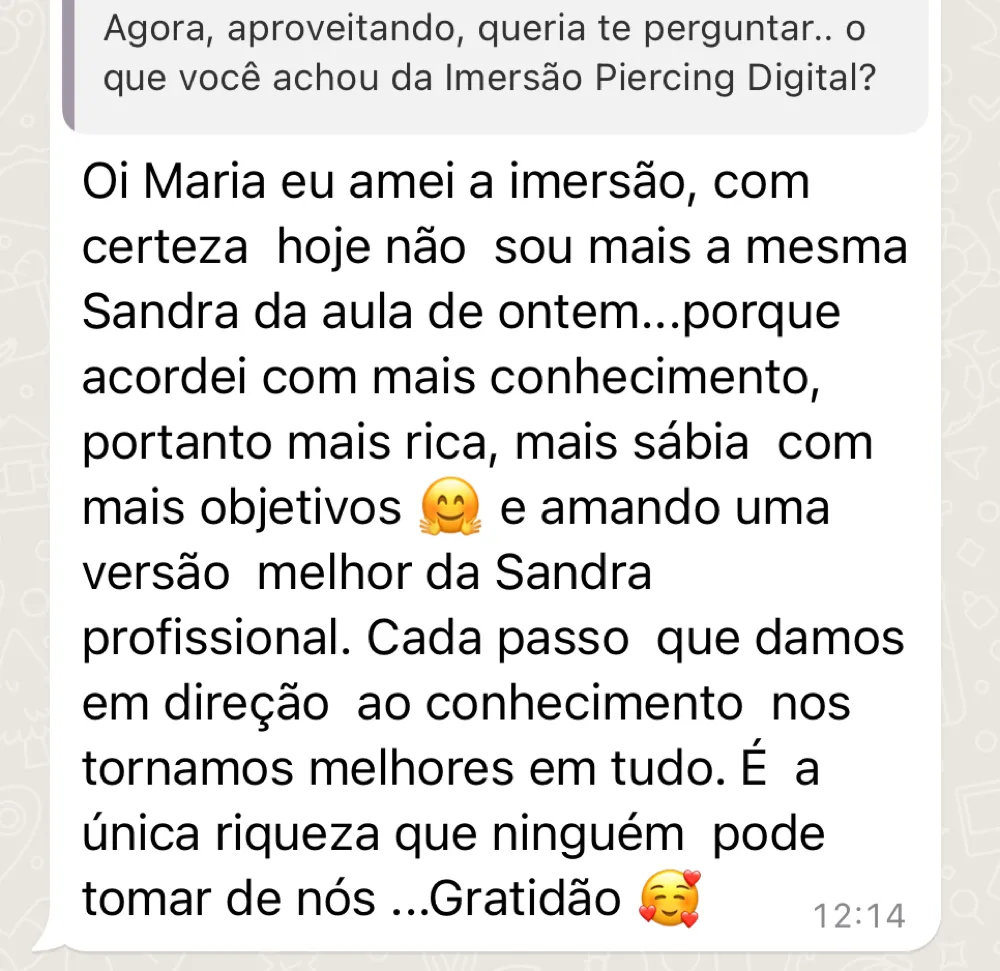 Agora, aproveitando, queria te perguntar.. o
que você achou da Imersão Piercing Digital?
Oi Maria eu amei a imersão, com
certeza  hoje não  sou mais a mesma
Sandra da aula de ontem...porque
acordei com mais conhecimento,
portanto mais rica, mais sábia  com
mais objetivos 🤗 e amando uma
versão  melhor da Sandra
profissional. Cada passo  que damos
em direção  ao conhecimento  nos
tornamos melhores em tudo. É  a
única riqueza que ninguém  pode
tomar de nós ...Gratidão 🥰
12:14